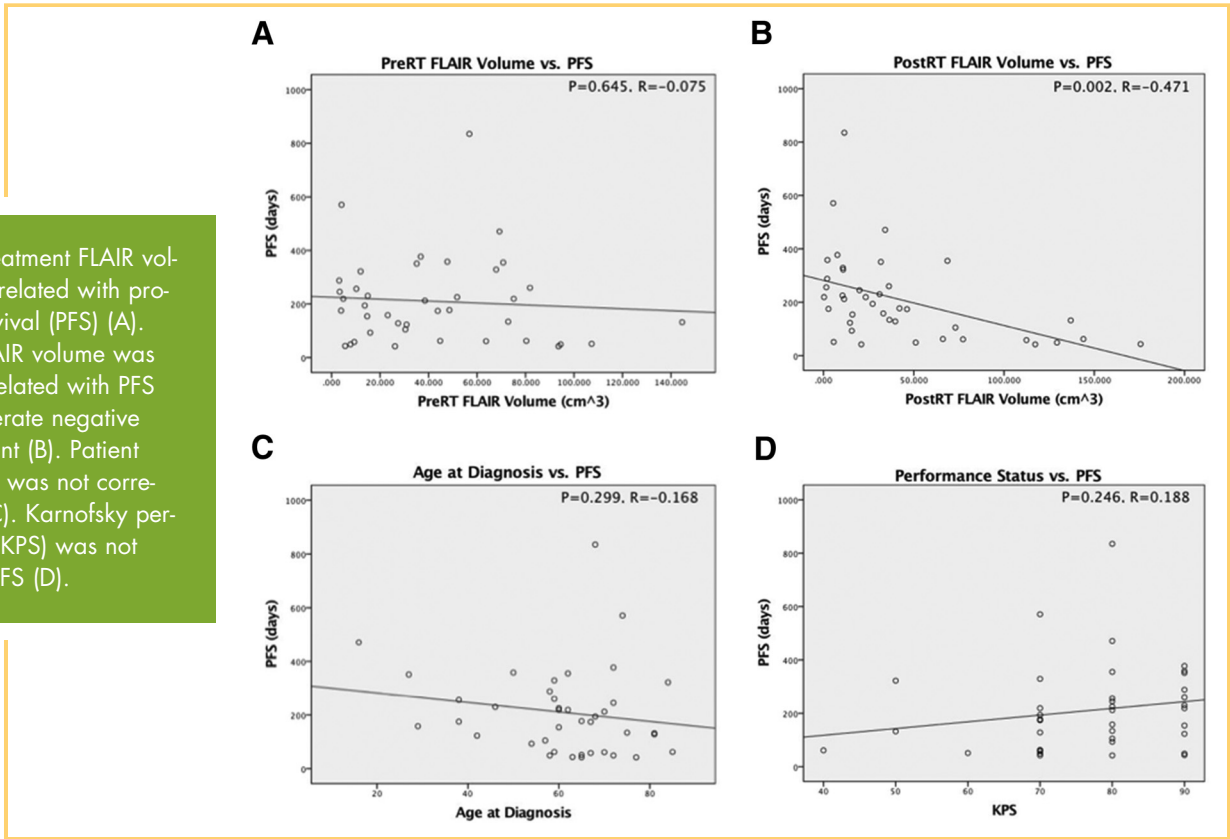 eatment FLAIR vol-
related with pro-
vival (PFS) (A).
AIR volume was
elated with PFS
erate negative
nt (B). Patient
was not corre-
C). Karnofsky per-
KPS) was not
FS (D).
A
PreRT FLAIR Volume vs. PFS
P=0.645, R=-0.075
1000
800
600
400
200
0
PFS (days)
.000 20.000 40.000 60.000 80.000 100.000 120.000 140.000
PreRT FLAIR Volume (cm^3)
B
PostRT FLAIR Volume vs. PFS
P=0.002, R=-0.471
1000
800
600
400
200
0
PFS (days)
.000 50.000 100.000 150.000 200.000
PostRT FLAIR Volume (cm^3)
C
Age at Diagnosis vs. PFS
P=0.299, R=-0.168
1000
800
600
400
200
0
PFS (days)
20 40 60 80
Age at Diagnosis
D
Performance Status vs. PFS
P=0.246, R=0.188
1000
800
600
400
200
0
PFS (days)
40 50 60 70 80 90
KPS